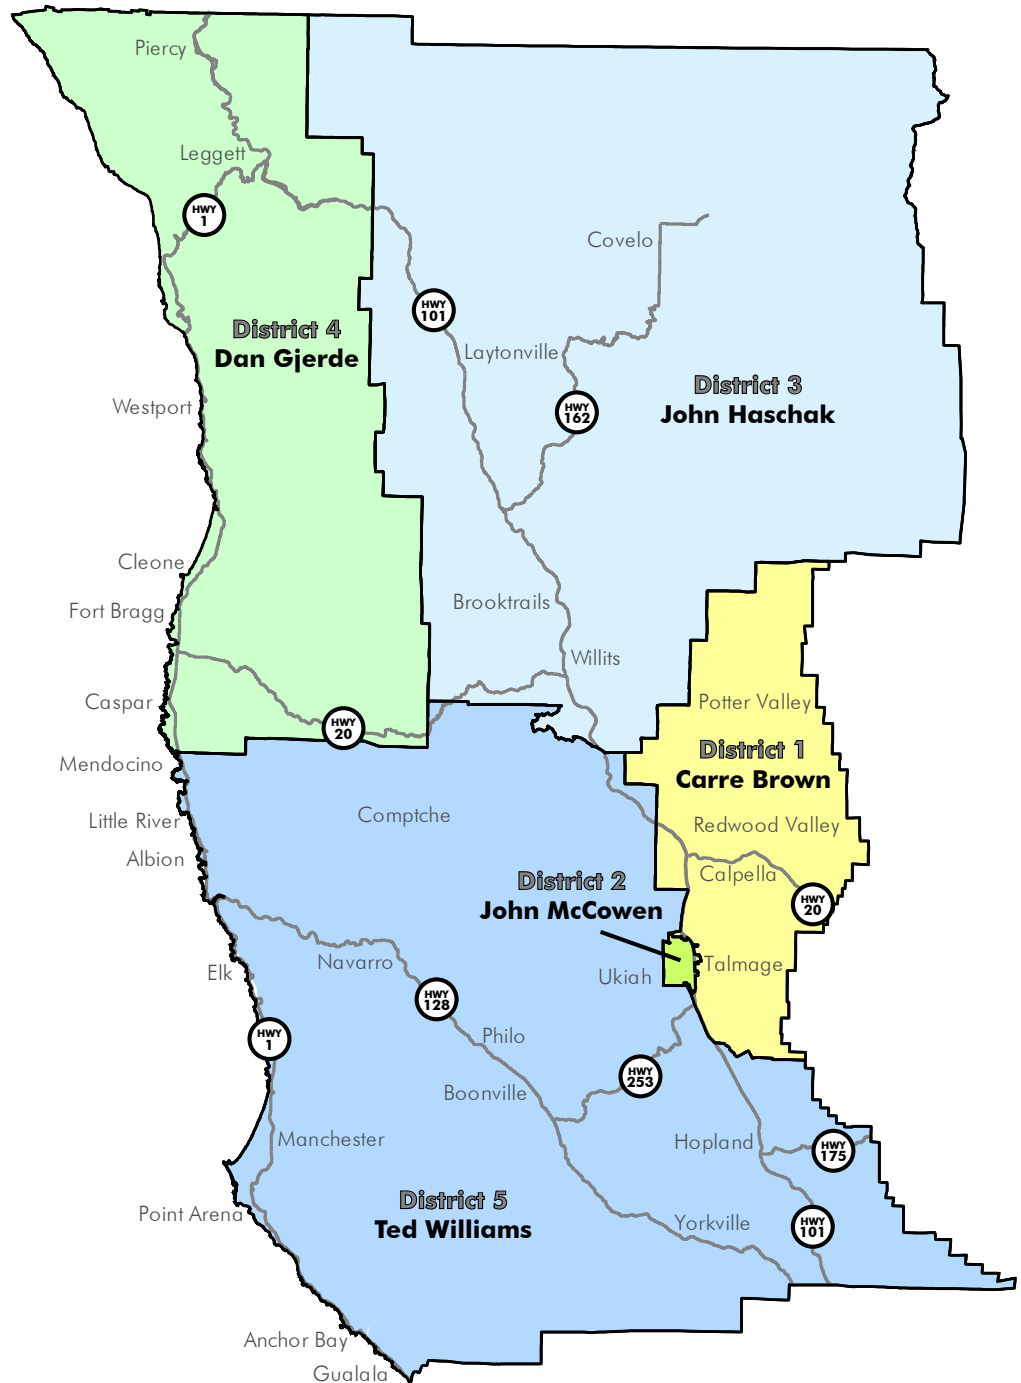 Piercy
Leggett
HWY
1
Covelo
HWY
101
District 4
Dan Gjerde
Laytonville
District 3
John Haschak
HWY
162
Westport
Cleone
Fort Bragg
Brooktrails
Willits
Caspar
Potter Valley
HWY
20
District 1
Carre Brown
Mendocino
Comptche
Little River
Redwood Valley
Albion
Calpella
District 2
John McCowen
HWY
20
Navarro
Talmage
Elk
Ukiah
HWY
128
HWY
1
Philo
HWY
253
Boonville
Manchester
Hopland
HWY
175
District 5
Ted Williams
Point Arena
Yorkville
HWY
101
Anchor Bay
Gualala